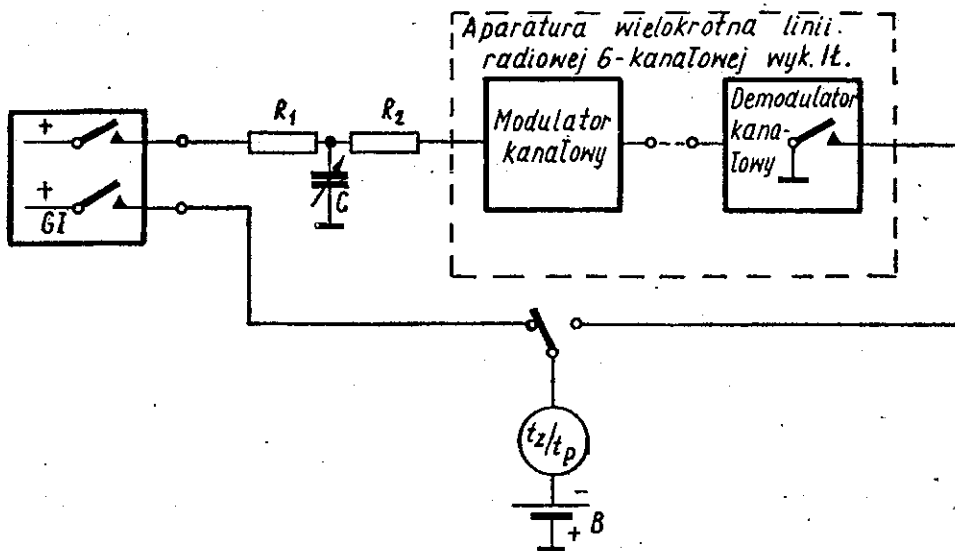 Aparatura wielokrotna linii
radiowej 6-kanałowej wyk. IŁ.
+
+
GI
R1
R2
C
Modulator
kanałowy
Demodulator
kana-
łowy
tz/tp
-
+
B